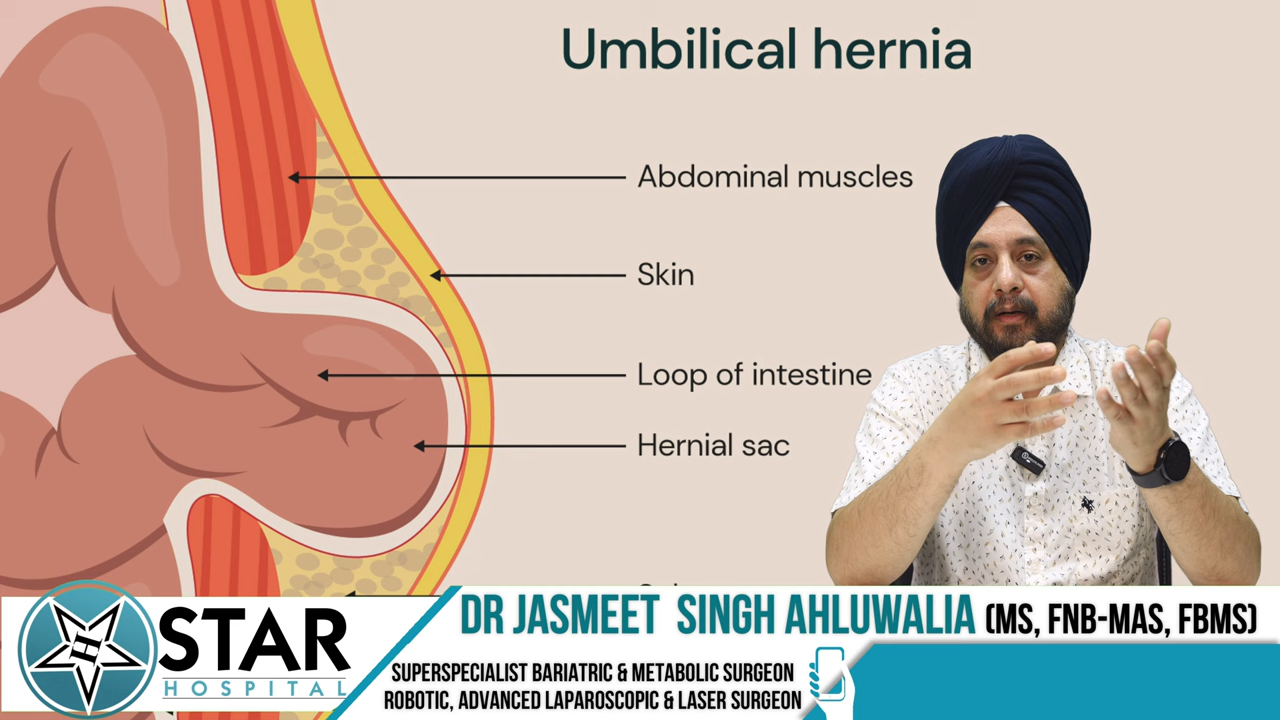 Umbilical hernia
Abdominal muscles
Skin
Loop of intestine
Hernial sac
STAR
HOSPITAL
DR JASMEET SINGH AHLUWALIA (MS, FNB-MAS, FBMS)
SUPERSPECIALIST BARIATRIC & METABOLIC SURGEON
ROBOTIC, ADVANCED LAPAROSCOPIC & LASER SURGEON